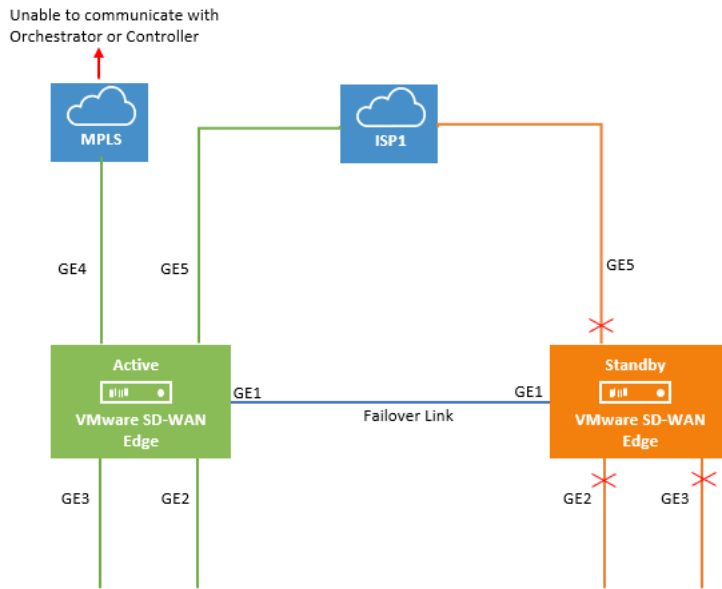 Unable to communicate with
Orchestrator or Controller
MPLS
ISP1
GE4
GE5
GE5
Active
Standby
GE1
GE1
VMware SD-WAN
Edge
Failover Link
VMware SD-WAN
Edge
GE3
GE2
GE2
GE3